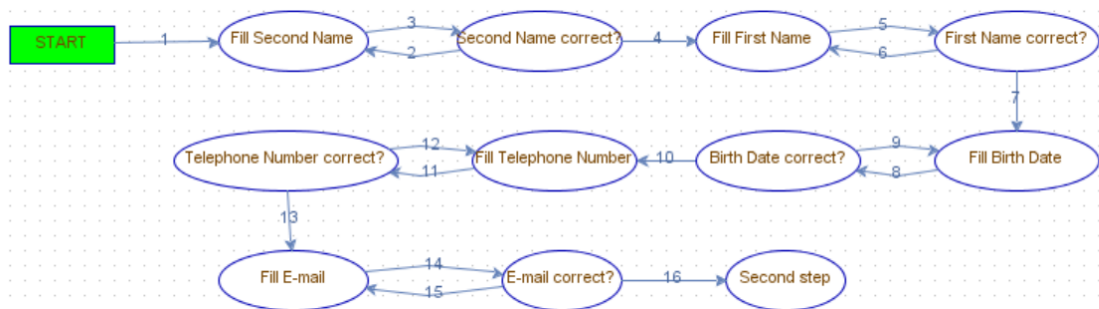 START
1
Fill Second Name
3
2
Second Name correct?
4
Fill First Name
5
6
First Name correct?
7
Telephone Number correct?
12
11
Fill Telephone Number
10
Birth Date correct?
9
8
Fill Birth Date
13
Fill E-mail
14
15
E-mail correct?
16
Second step